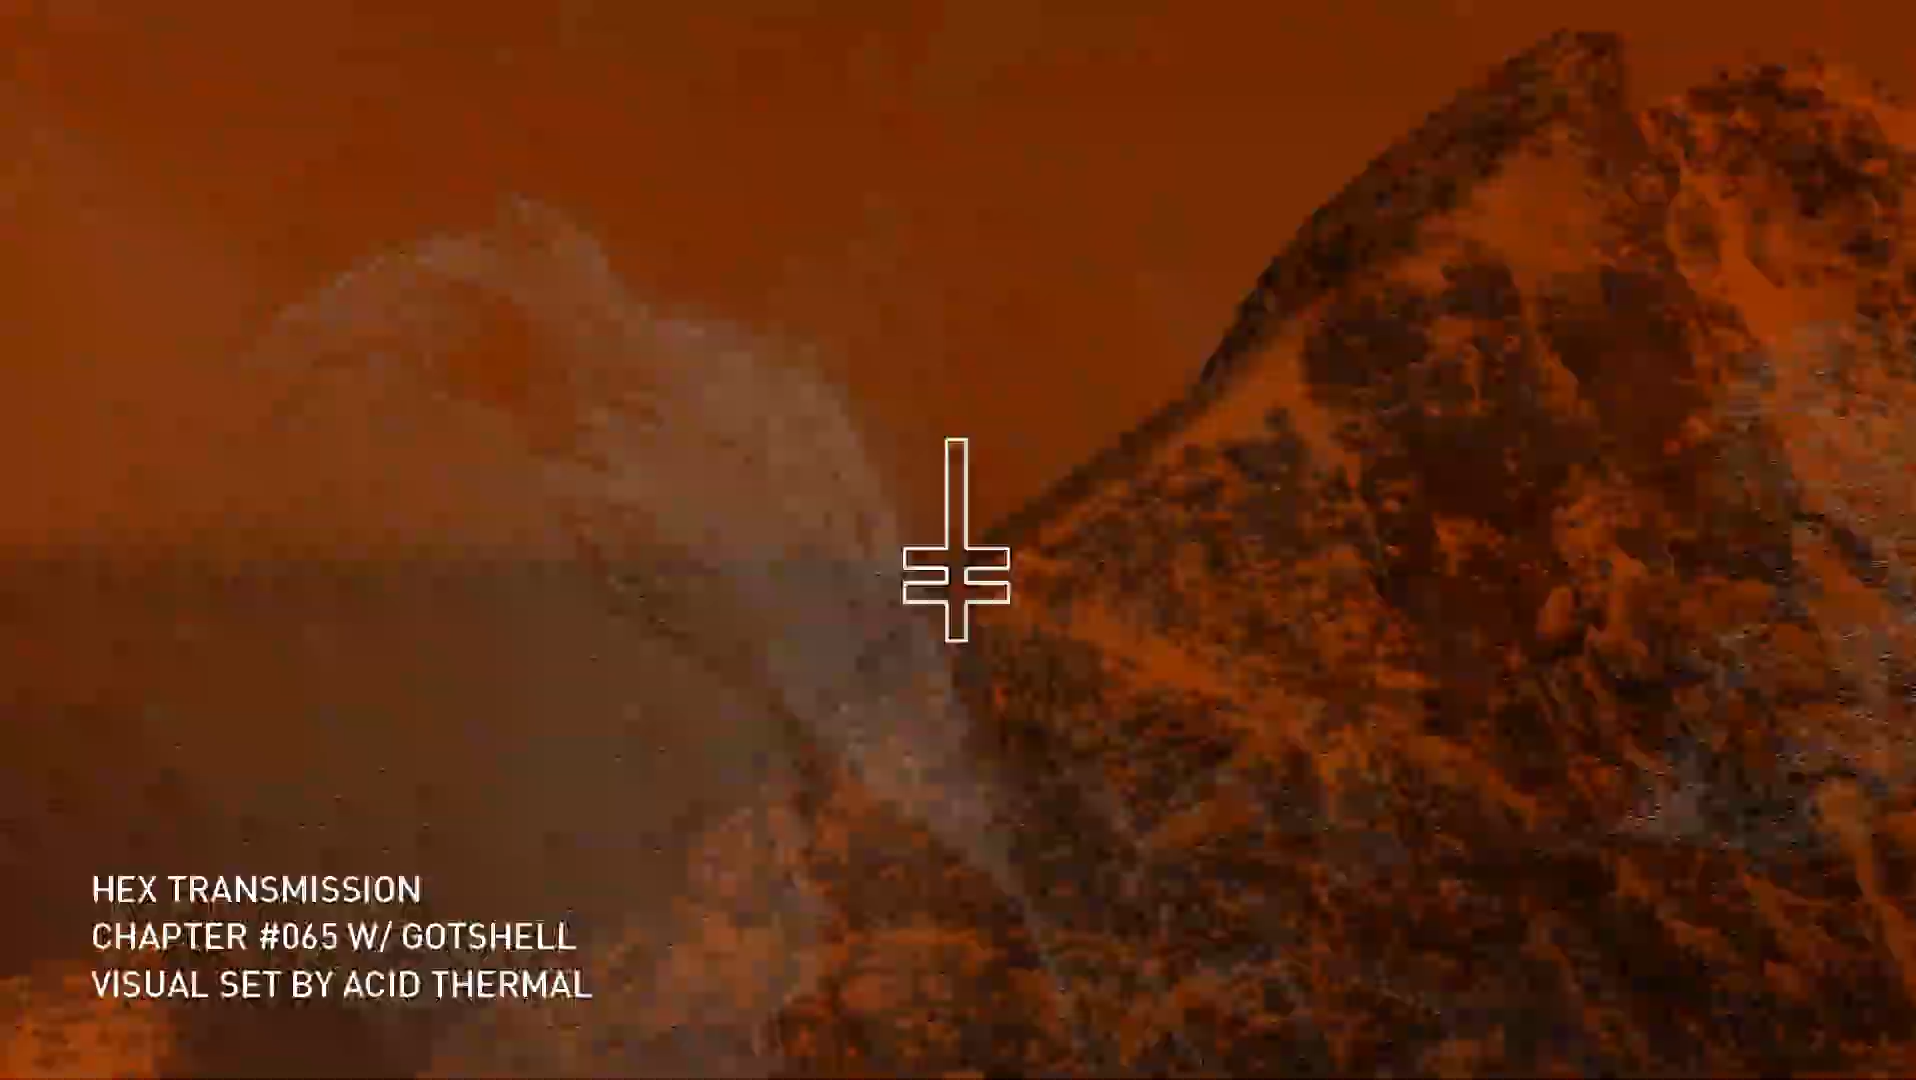 HEX TRANSMISSION
CHAPTER #065 W/ GOTSHELL
VISUAL SET BY ACID THERMAL